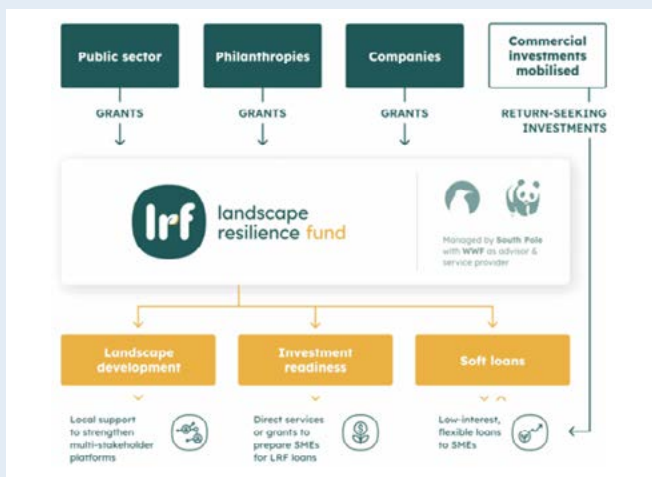 Public sector
Philanthropies
Companies
Commercial
investments
mobilised
GRANTS
GRANTS
GRANTS
RETURN-SEEKING
INVESTMENTS
lrf
landscape
resilience fund
Managed by South Pole
with WWF as advisor &
service provider
Landscape
development
Investment
readiness
Soft loans
Local support
to strengthen
multi-stakeholder
platforms
Direct services
or grants to
prepare SMEs
for LRF loans
Low-interest,
flexible loans
to SMEs